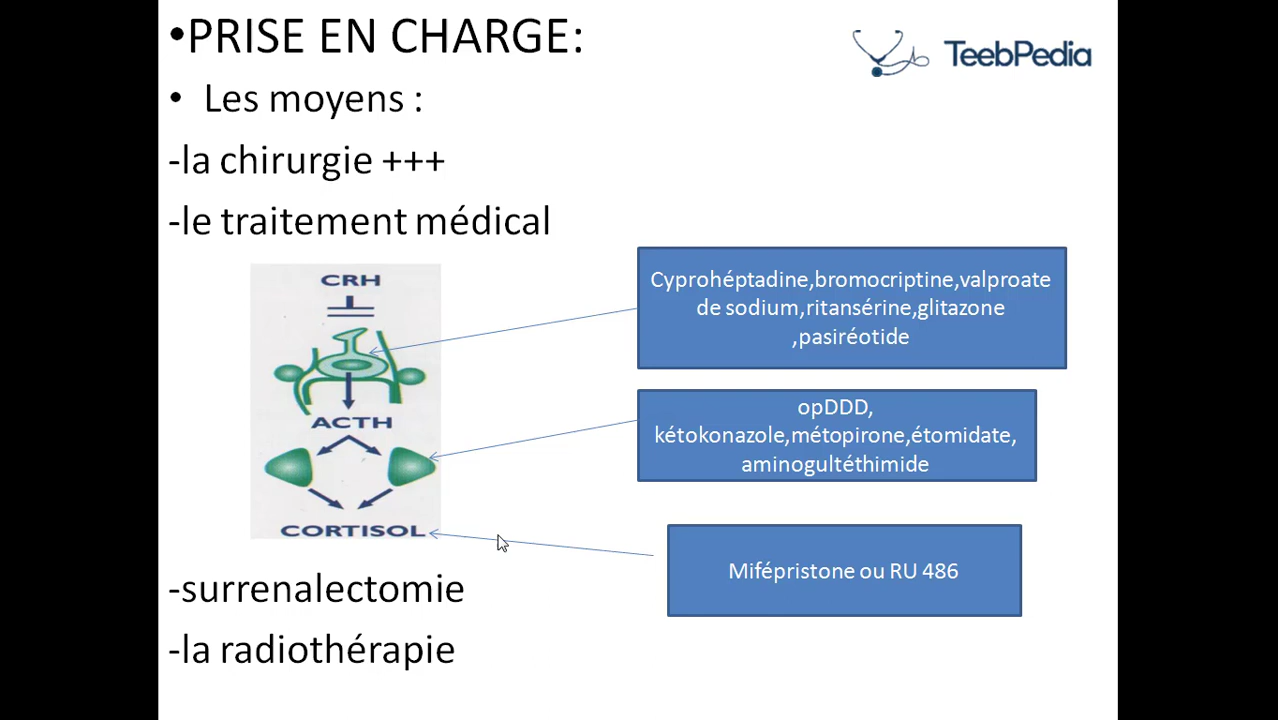 •PRISE EN CHARGE:
TeebPedia
• Les moyens :
-la chirurgie +++
-le traitement médical
CRH
ACTH
CORTISOL
Cyprohéptadine,bromocriptine,valproate
de sodium,ritansérine,glitazone
,pasiréotide
opDDD,
kétokonazole,métopirone,étomidate,
aminogultéthimide
Mifépristone ou RU 486
-surrenalectomie
-la radiothérapie